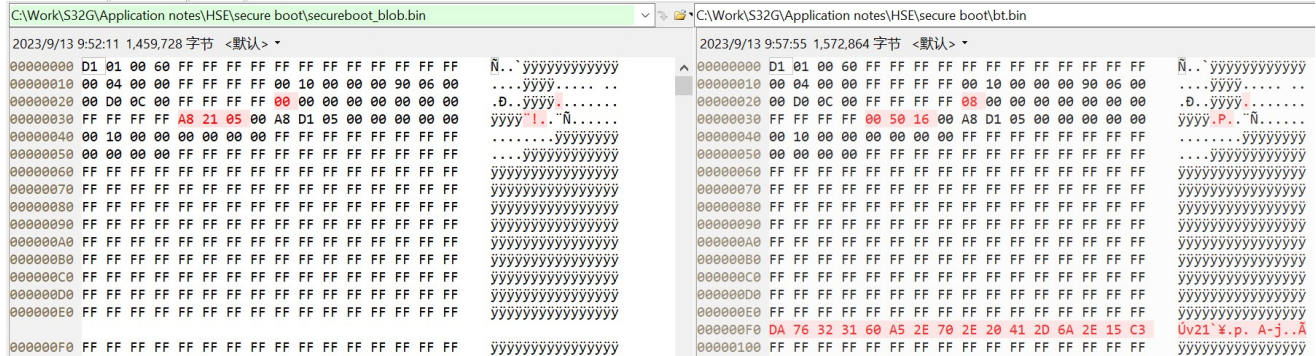 C:\Work\S32G\Application notes\HSE\secure boot\secureboot_blob.bin
2023/9/13 9:52:11 1,459,728 字节 <默认>
00000000 D1 01 00 60 FF FF FF FF FF FF FF FF FF FF FF FF Ñ..`ÿÿÿÿÿÿÿÿÿÿÿÿ
00000010 00 04 00 00 FF FF FF FF 00 10 00 00 00 90 06 00 ....ÿÿÿÿ..... ..
00000020 00 D0 0C 00 FF FF FF FF 00 00 00 00 00 00 00 00 .Ð..ÿÿÿÿ........
00000030 FF FF FF FF A8 21 05 00 A8 D1 05 00 00 00 00 00 ÿÿÿÿ¨!..¨Ñ......
00000040 00 10 00 00 00 00 00 00 FF FF FF FF FF FF FF FF ........ÿÿÿÿÿÿÿÿ
00000050 00 00 00 00 FF FF FF FF FF FF FF FF FF FF FF FF ....ÿÿÿÿÿÿÿÿÿÿÿÿ
00000060 FF FF FF FF FF FF FF FF FF FF FF FF FF FF FF FF ÿÿÿÿÿÿÿÿÿÿÿÿÿÿÿÿ
00000070 FF FF FF FF FF FF FF FF FF FF FF FF FF FF FF FF ÿÿÿÿÿÿÿÿÿÿÿÿÿÿÿÿ
00000080 FF FF FF FF FF FF FF FF FF FF FF FF FF FF FF FF ÿÿÿÿÿÿÿÿÿÿÿÿÿÿÿÿ
00000090 FF FF FF FF FF FF FF FF FF FF FF FF FF FF FF FF ÿÿÿÿÿÿÿÿÿÿÿÿÿÿÿÿ
000000A0 FF FF FF FF FF FF FF FF FF FF FF FF FF FF FF FF ÿÿÿÿÿÿÿÿÿÿÿÿÿÿÿÿ
000000B0 FF FF FF FF FF FF FF FF FF FF FF FF FF FF FF FF ÿÿÿÿÿÿÿÿÿÿÿÿÿÿÿÿ
000000C0 FF FF FF FF FF FF FF FF FF FF FF FF FF FF FF FF ÿÿÿÿÿÿÿÿÿÿÿÿÿÿÿÿ
000000D0 FF FF FF FF FF FF FF FF FF FF FF FF FF FF FF FF ÿÿÿÿÿÿÿÿÿÿÿÿÿÿÿÿ
000000E0 FF FF FF FF FF FF FF FF FF FF FF FF FF FF FF FF ÿÿÿÿÿÿÿÿÿÿÿÿÿÿÿÿ
000000F0 FF FF FF FF FF FF FF FF FF FF FF FF FF FF FF FF ÿÿÿÿÿÿÿÿÿÿÿÿÿÿÿÿ
C:\Work\S32G\Application notes\HSE\secure boot\bt.bin
2023/9/13 9:57:55 1,572,864 字节 <默认>
00000000 D1 01 00 60 FF FF FF FF FF FF FF FF FF FF FF FF Ñ..`ÿÿÿÿÿÿÿÿÿÿÿÿ
00000010 00 04 00 00 FF FF FF FF 00 10 00 00 00 90 06 00 ....ÿÿÿÿ..... ..
00000020 00 D0 0C 00 FF FF FF FF 08 00 00 00 00 00 00 00 .Ð..ÿÿÿÿ........
00000030 FF FF FF FF 00 50 16 00 A8 D1 05 00 00 00 00 00 ÿÿÿÿ.P..¨Ñ......
00000040 00 10 00 00 00 00 00 00 FF FF FF FF FF FF FF FF ........ÿÿÿÿÿÿÿÿ
00000050 00 00 00 00 FF FF FF FF FF FF FF FF FF FF FF FF ....ÿÿÿÿÿÿÿÿÿÿÿÿ
00000060 FF FF FF FF FF FF FF FF FF FF FF FF FF FF FF FF ÿÿÿÿÿÿÿÿÿÿÿÿÿÿÿÿ
00000070 FF FF FF FF FF FF FF FF FF FF FF FF FF FF FF FF ÿÿÿÿÿÿÿÿÿÿÿÿÿÿÿÿ
00000080 FF FF FF FF FF FF FF FF FF FF FF FF FF FF FF FF ÿÿÿÿÿÿÿÿÿÿÿÿÿÿÿÿ
00000090 FF FF FF FF FF FF FF FF FF FF FF FF FF FF FF FF ÿÿÿÿÿÿÿÿÿÿÿÿÿÿÿÿ
000000A0 FF FF FF FF FF FF FF FF FF FF FF FF FF FF FF FF ÿÿÿÿÿÿÿÿÿÿÿÿÿÿÿÿ
000000B0 FF FF FF FF FF FF FF FF FF FF FF FF FF FF FF FF ÿÿÿÿÿÿÿÿÿÿÿÿÿÿÿÿ
000000C0 FF FF FF FF FF FF FF FF FF FF FF FF FF FF FF FF ÿÿÿÿÿÿÿÿÿÿÿÿÿÿÿÿ
000000D0 FF FF FF FF FF FF FF FF FF FF FF FF FF FF FF FF ÿÿÿÿÿÿÿÿÿÿÿÿÿÿÿÿ
000000E0 FF FF FF FF FF FF FF FF FF FF FF FF FF FF FF FF ÿÿÿÿÿÿÿÿÿÿÿÿÿÿÿÿ
000000F0 DA 76 32 31 60 A5 2E 70 2E 20 41 2D 6A 2E 15 C3 Úv21`¥.p. A-j..Ã
00000100 FF FF FF FF FF FF FF FF FF FF FF FF FF FF FF FF ÿÿÿÿÿÿÿÿÿÿÿÿÿÿÿÿ